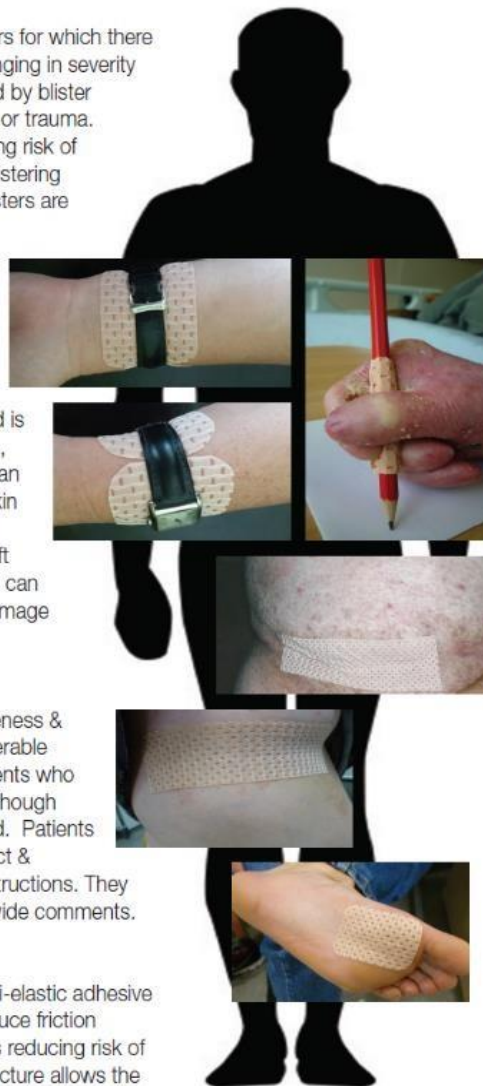 rs for which there
nging in severity
d by blister
or trauma.
ng risk of
stering
sters are
d is
,
an
kin
ft
can
mage
eness &
erable
ents who
hough
d. Patients
ct &
tructions. They
vide comments.
i-elastic adhesive
uce friction
s reducing risk of
cture allows the